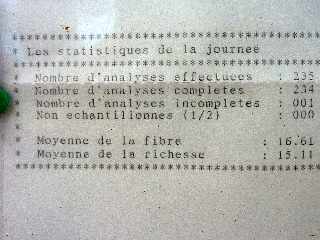 ***********************************
* Les statistiques de la journee
***********************************
* Nombre d'analyses effectuees : 235
* Nombre d'analyses completes : 234
* Nombre d'analyses incompletes : 001
* Non echantillonnes (1/2) : 000
*
* Moyenne de la fibre : 16.61
* Moyenne de la richesse : 15.11
***********************************